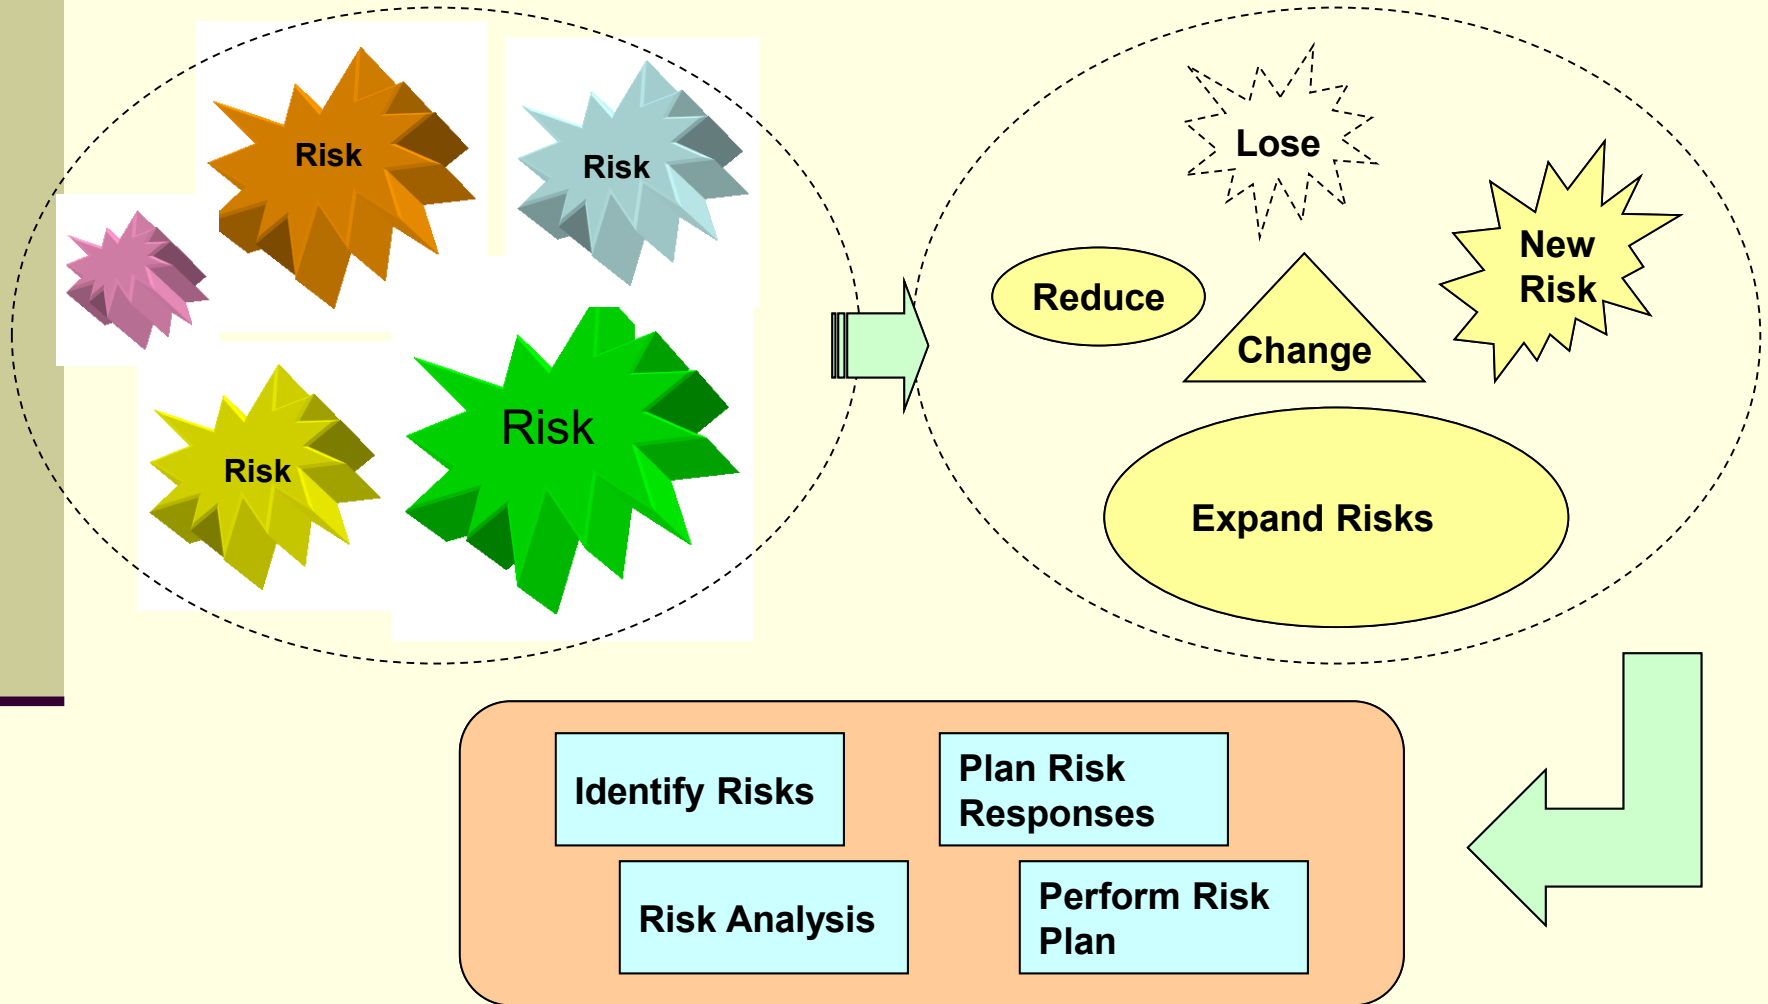 Risk
Risk
Risk
Risk
Lose
New
Risk
Reduce
Change
Expand Risks
Identify Risks
Plan Risk
Responses
Risk Analysis
Perform Risk
Plan